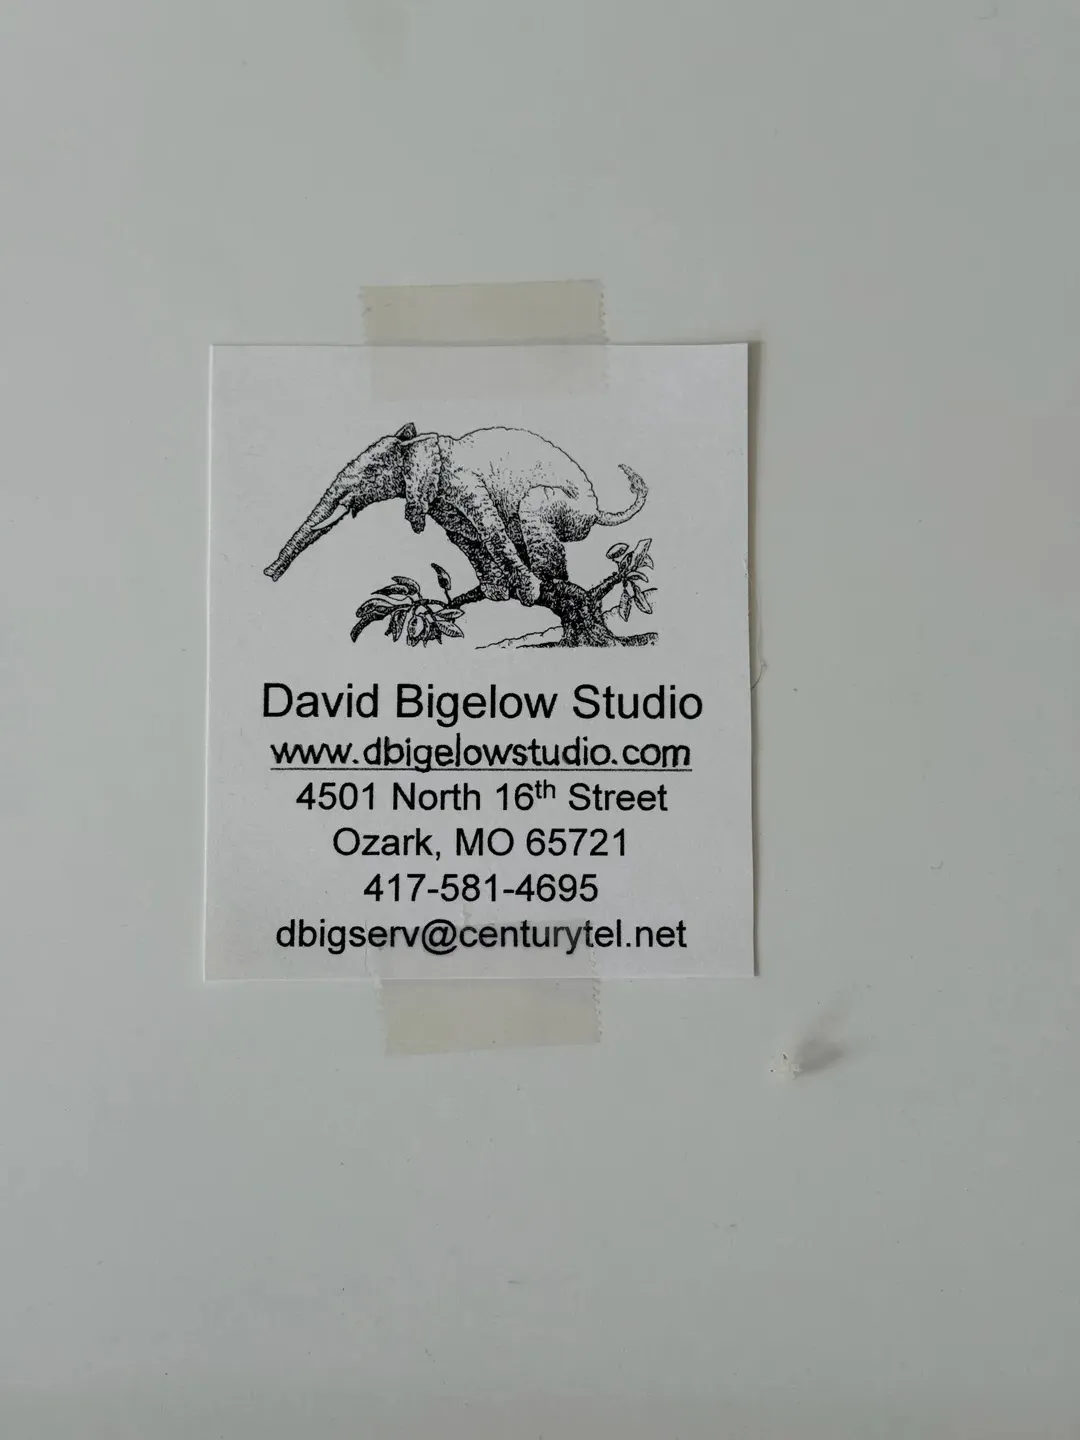 David Bigelow Studio
www.dbigelowstudio.com
4501 North 16th Street
Ozark, MO 65721
417-581-4695
dbigserv@centurytel.net